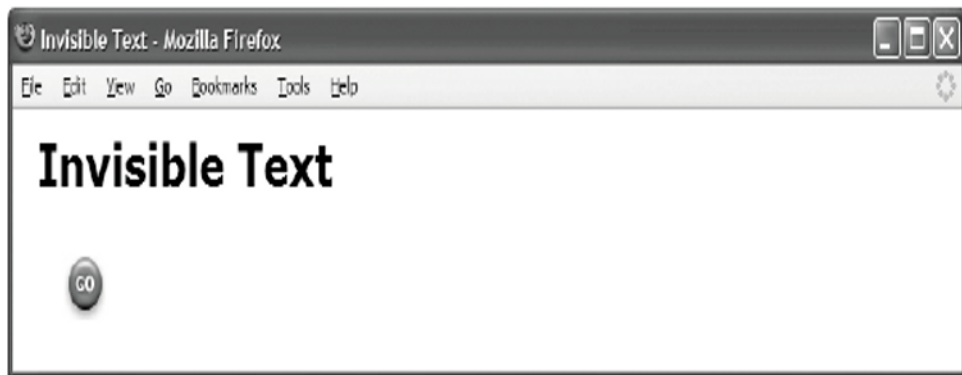 Invisible Text - Mozilla Firefox
File Edit View Go Bookmarks Tools Help
Invisible Text
GO